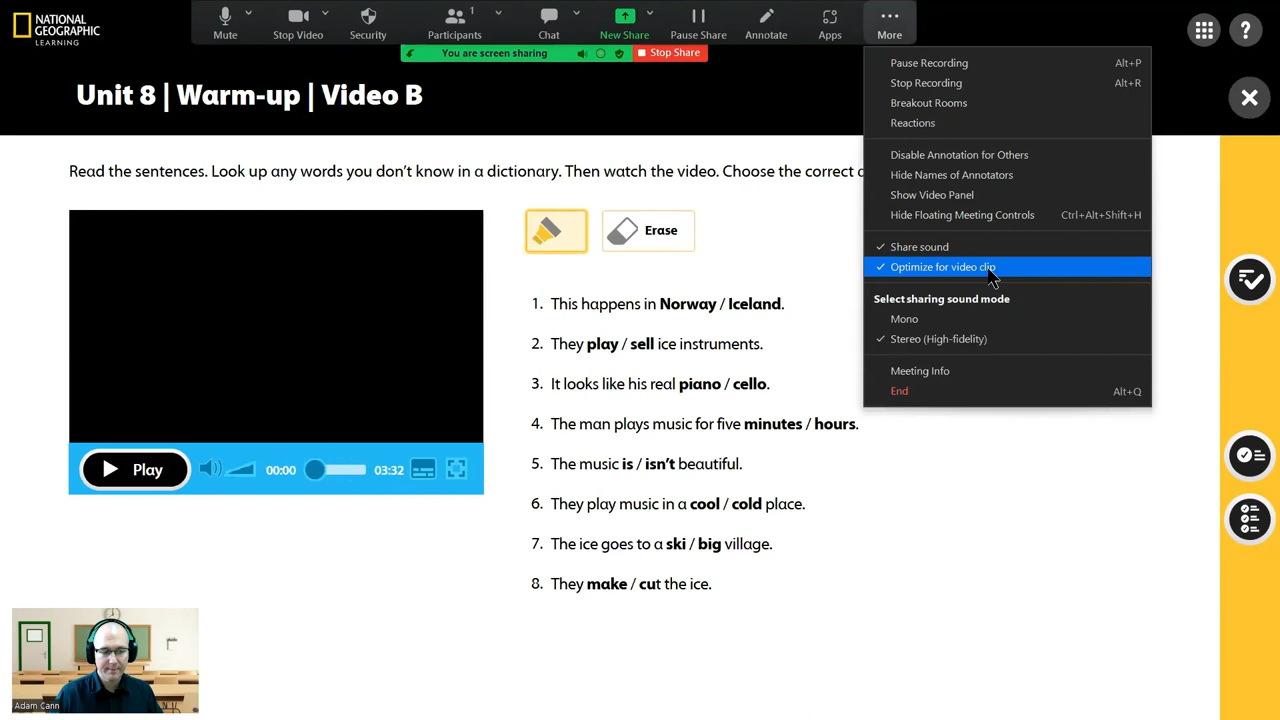 NATIONAL
GEOGRAPHIC
LEARNING
Mute
Stop Video
Security
Participants
1
Chat
New Share
Pause Share
Annotate
Apps
More
You are screen sharing
Stop Share
?
Unit 8 | Warm-up | Video B
Pause Recording Alt+P
Stop Recording Alt+R
Breakout Rooms
Reactions
Disable Annotation for Others
Hide Names of Annotators
Show Video Panel
Hide Floating Meeting Controls Ctrl+Alt+Shift+H
Share sound
Optimize for video clip
Select sharing sound mode
Mono
Stereo (High-fidelity)
Meeting Info
End Alt+Q
Read the sentences. Look up any words you don’t know in a dictionary. Then watch the video. Choose the correct
Erase
1. This happens in Norway / Iceland.
2. They play / sell ice instruments.
3. It looks like his real piano / cello.
4. The man plays music for five minutes / hours.
5. The music is / isn’t beautiful.
6. They play music in a cool / cold place.
7. The ice goes to a ski / big village.
8. They make / cut the ice.
Play
00:00
03:32
Adam Cann